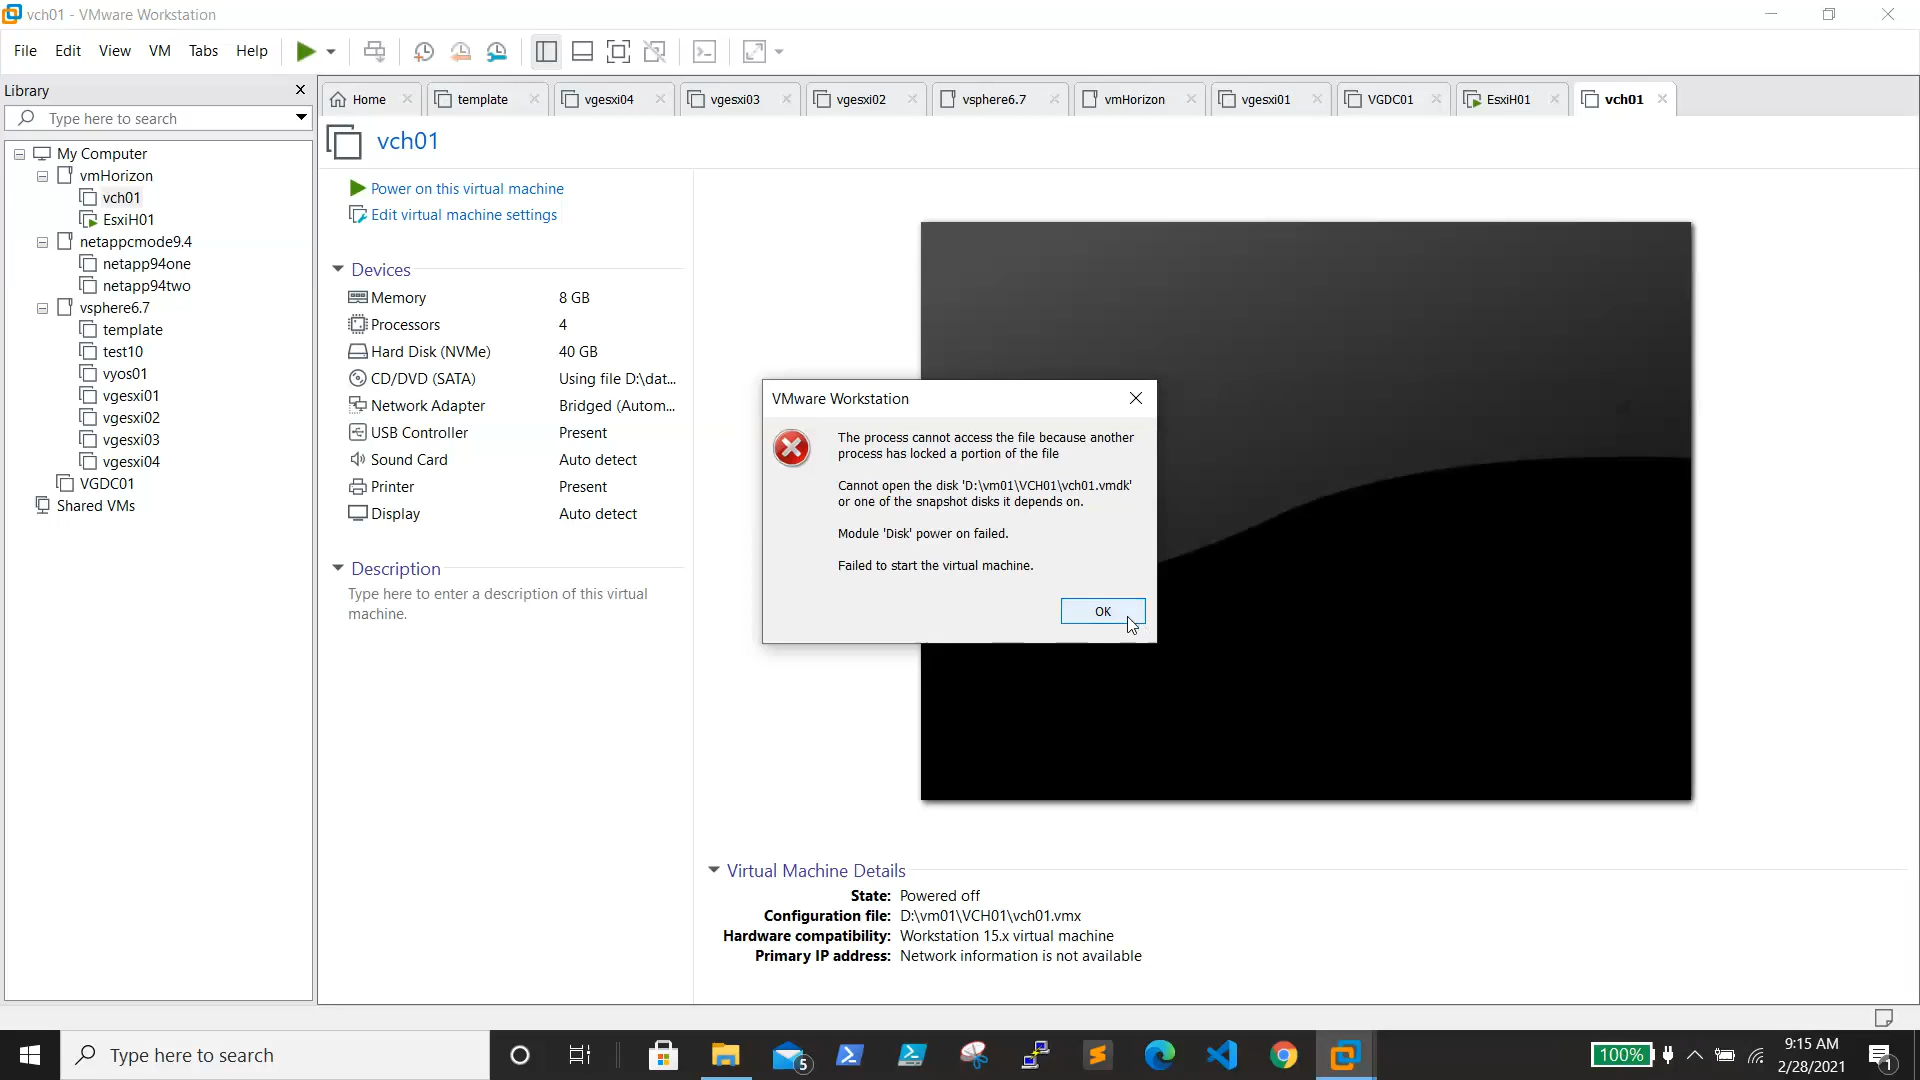 vch01 - VMware Workstation
File Edit View VM Tabs Help
Library
Type here to search
My Computer
vmHorizon
vch01
EsxiH01
netappcmode9.4
netapp94one
netapp94two
vsphere6.7
template
test10
vyos01
vgesxi01
vgesxi02
vgesxi03
vgesxi04
VGDC01
Shared VMs
Home template vgesxi04 vgesxi03 vgesxi02 vsphere6.7 vmHorizon vgesxi01 VGDC01 EsxiH01 vch01
vch01
Power on this virtual machine
Edit virtual machine settings
Devices
Memory 8 GB
Processors 4
Hard Disk (NVMe) 40 GB
CD/DVD (SATA) Using file D:\dat...
Network Adapter Bridged (Autom...
USB Controller Present
Sound Card Auto detect
Printer Present
Display Auto detect
Description
Type here to enter a description of this virtual
machine.
VMware Workstation
The process cannot access the file because another
process has locked a portion of the file
Cannot open the disk 'D:\vm01\VCH01\vch01.vmdk'
or one of the snapshot disks it depends on.
Module 'Disk' power on failed.
Failed to start the virtual machine.
OK
Virtual Machine Details
State: Powered off
Configuration file: D:\vm01\VCH01\vch01.vmx
Hardware compatibility: Workstation 15.x virtual machine
Primary IP address: Network information is not available
Type here to search
5
100%
9:15 AM
2/28/2021
1